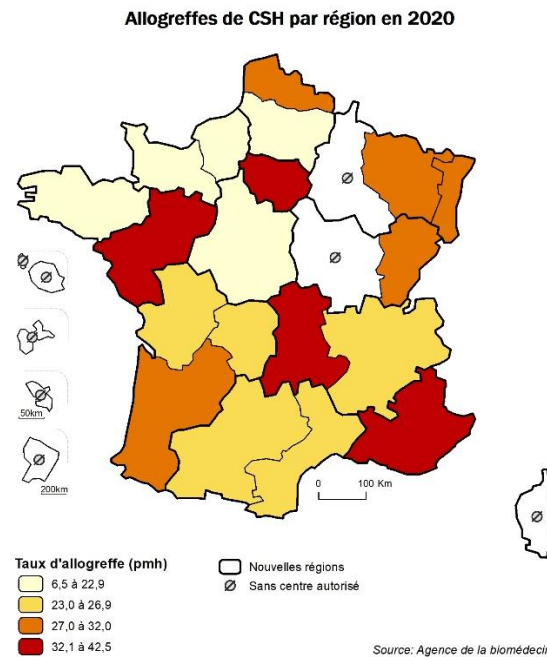 Allogreffes de CSH par région en 2020
50km
200km
0 100 Km
Taux d'allogreffe (pmh)
6,5 à 22,9
23,0 à 26,9
27,0 à 32,0
32,1 à 42,5
Nouvelles régions
Sans centre autorisé
Source: Agence de la biomédecin